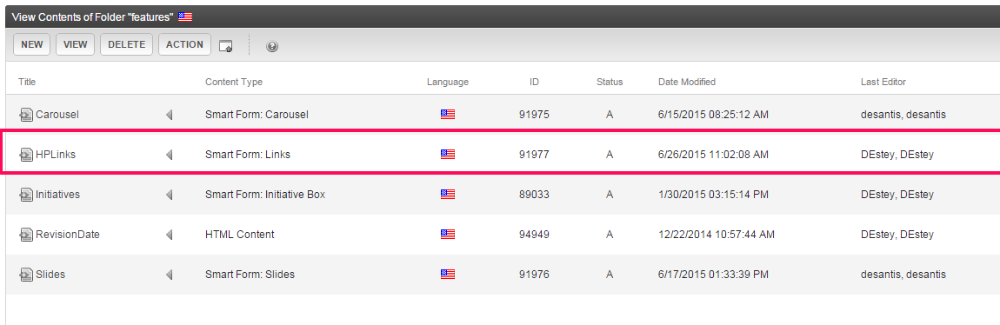 View Contents of Folder "features"
NEW VIEW DELETE ACTION
Title Content Type Language ID Status Date Modified Last Editor
Carousel Smart Form: Carousel 91975 A 6/15/2015 08:25:12 AM desantis, desantis
HPLinks Smart Form: Links 91977 A 6/26/2015 11:02:08 AM DEstey, DEstey
Initiatives Smart Form: Initiative Box 89033 A 1/30/2015 03:15:14 PM DEstey, DEstey
RevisionDate HTML Content 94949 A 12/22/2014 10:57:44 AM DEstey, DEstey
Slides Smart Form: Slides 91976 A 6/17/2015 01:33:39 PM desantis, desantis